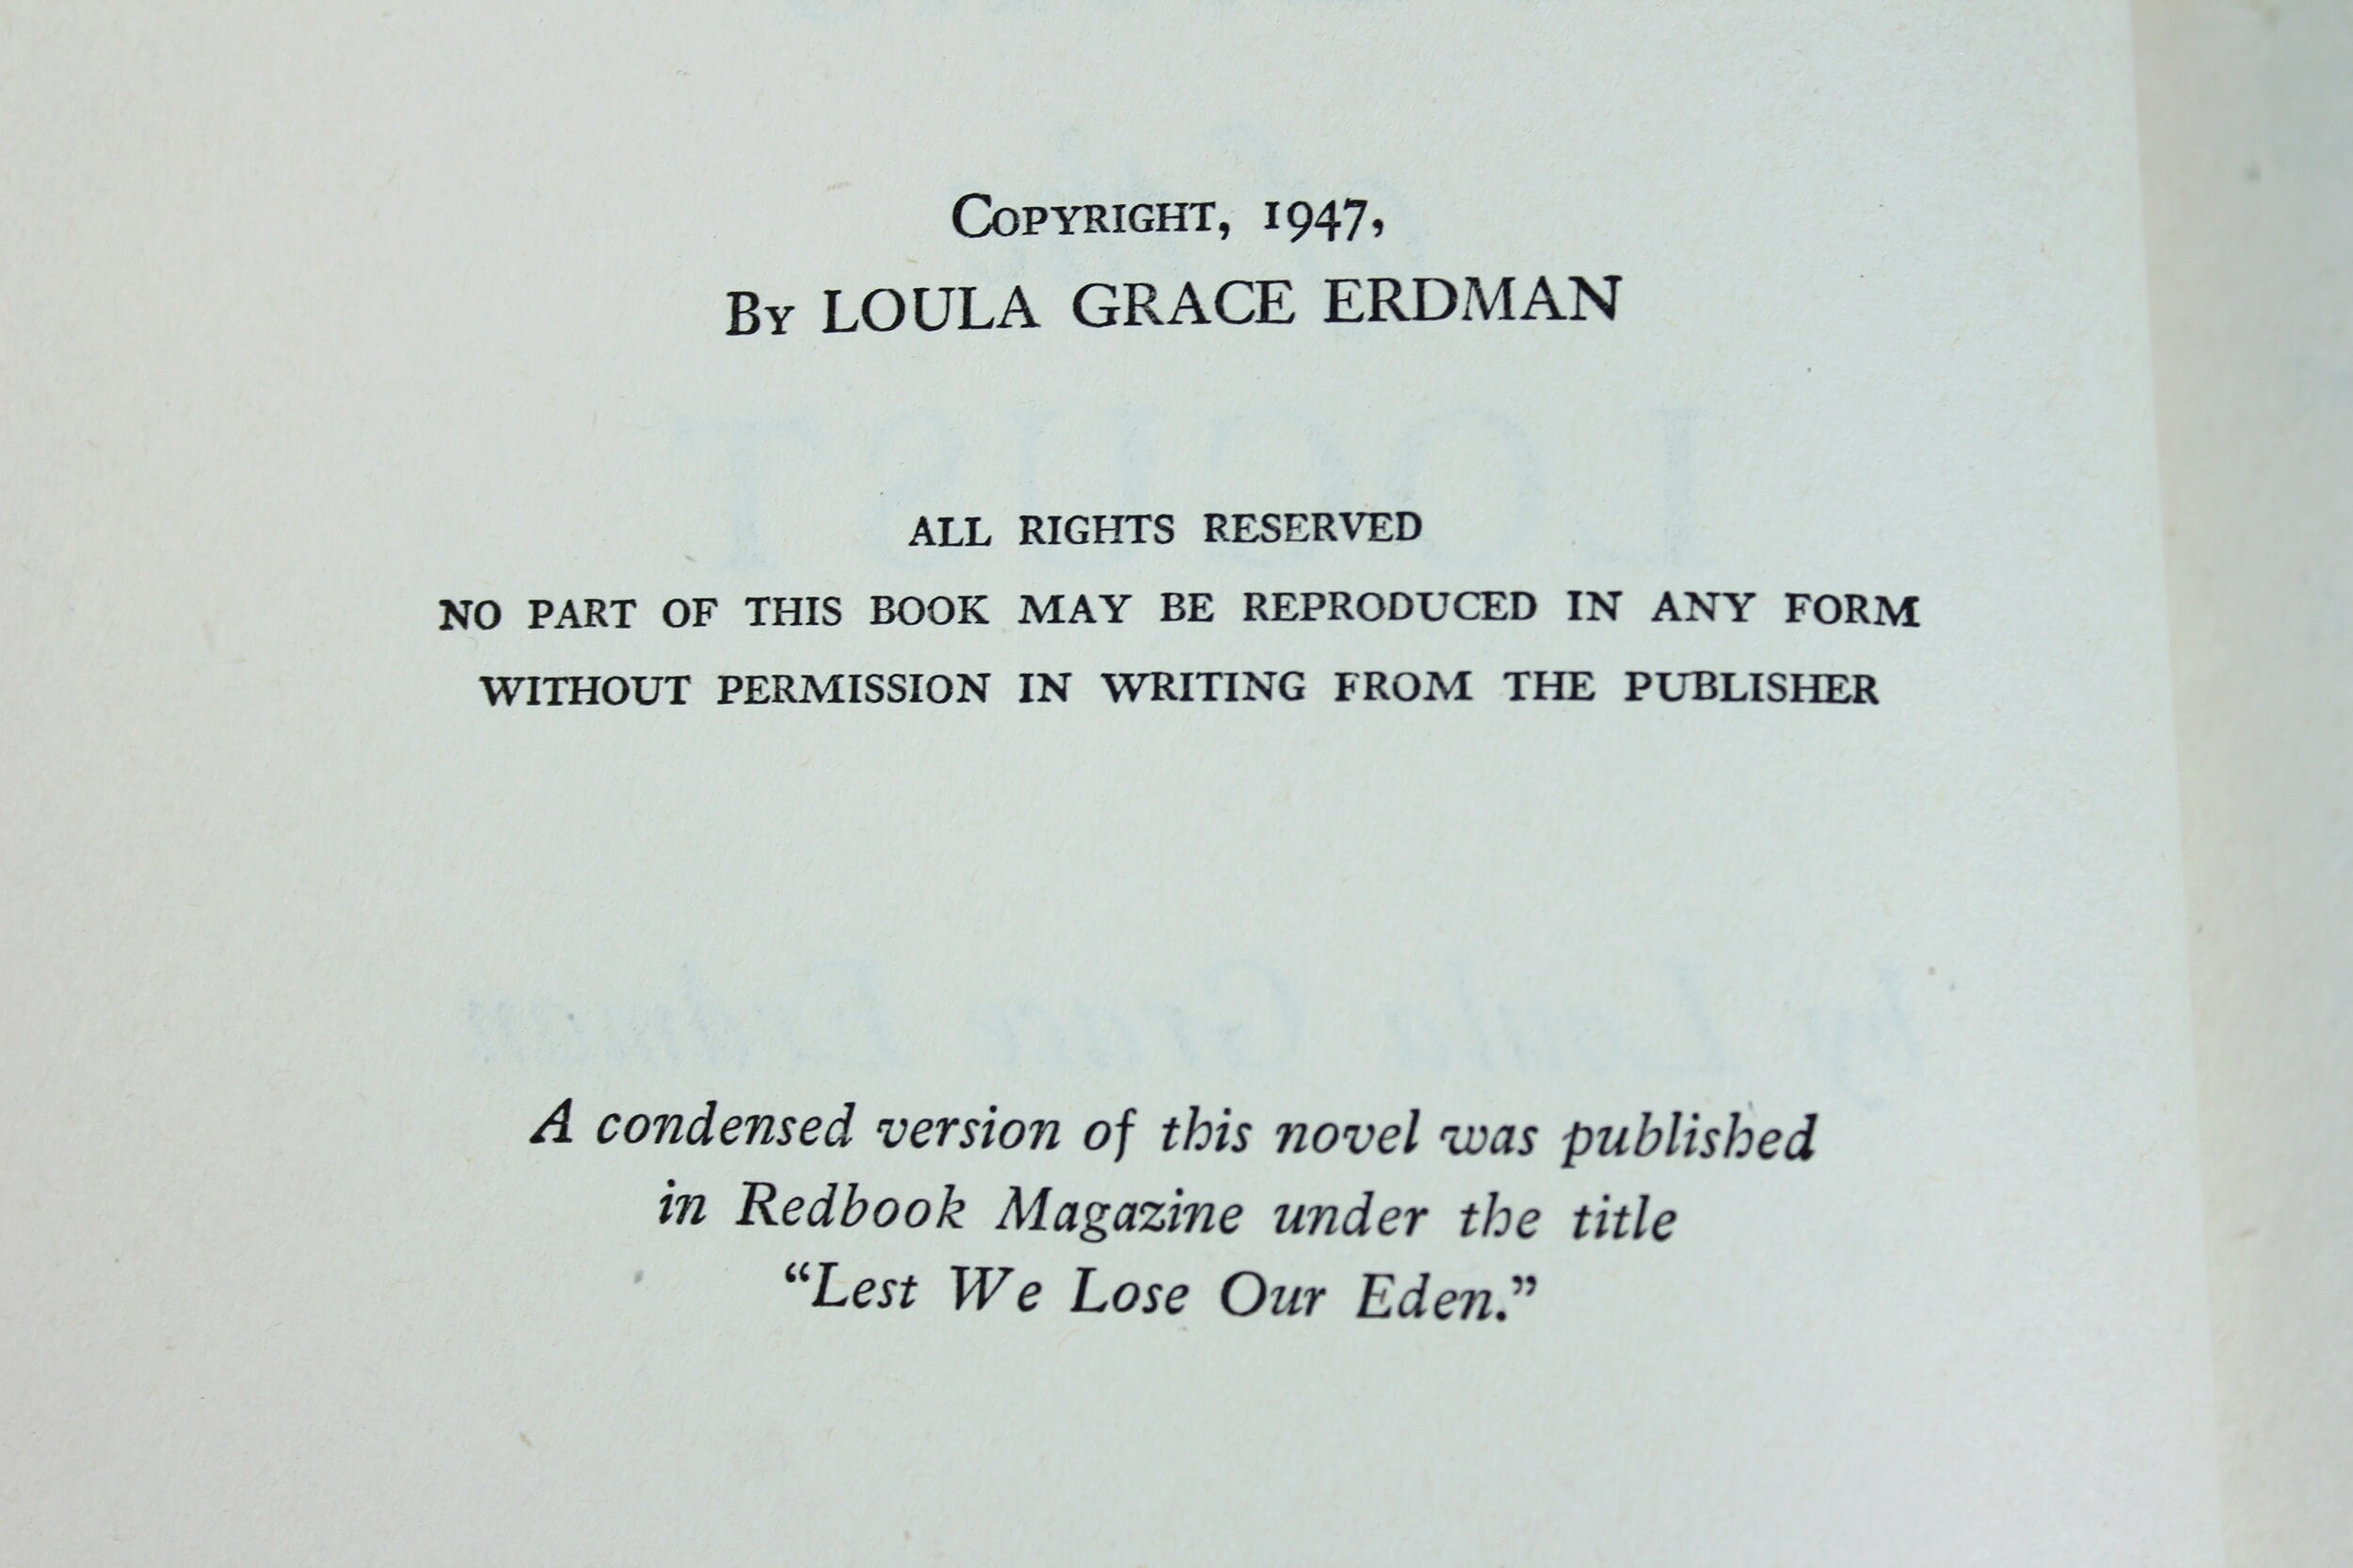 Copyright, 1947,
By LOULA GRACE ERDMAN
ALL RIGHTS RESERVED
NO PART OF THIS BOOK MAY BE REPRODUCED IN ANY FORM
WITHOUT PERMISSION IN WRITING FROM THE PUBLISHER
A condensed version of this novel was published
in Redbook Magazine under the title
“Lest We Lose Our Eden.”